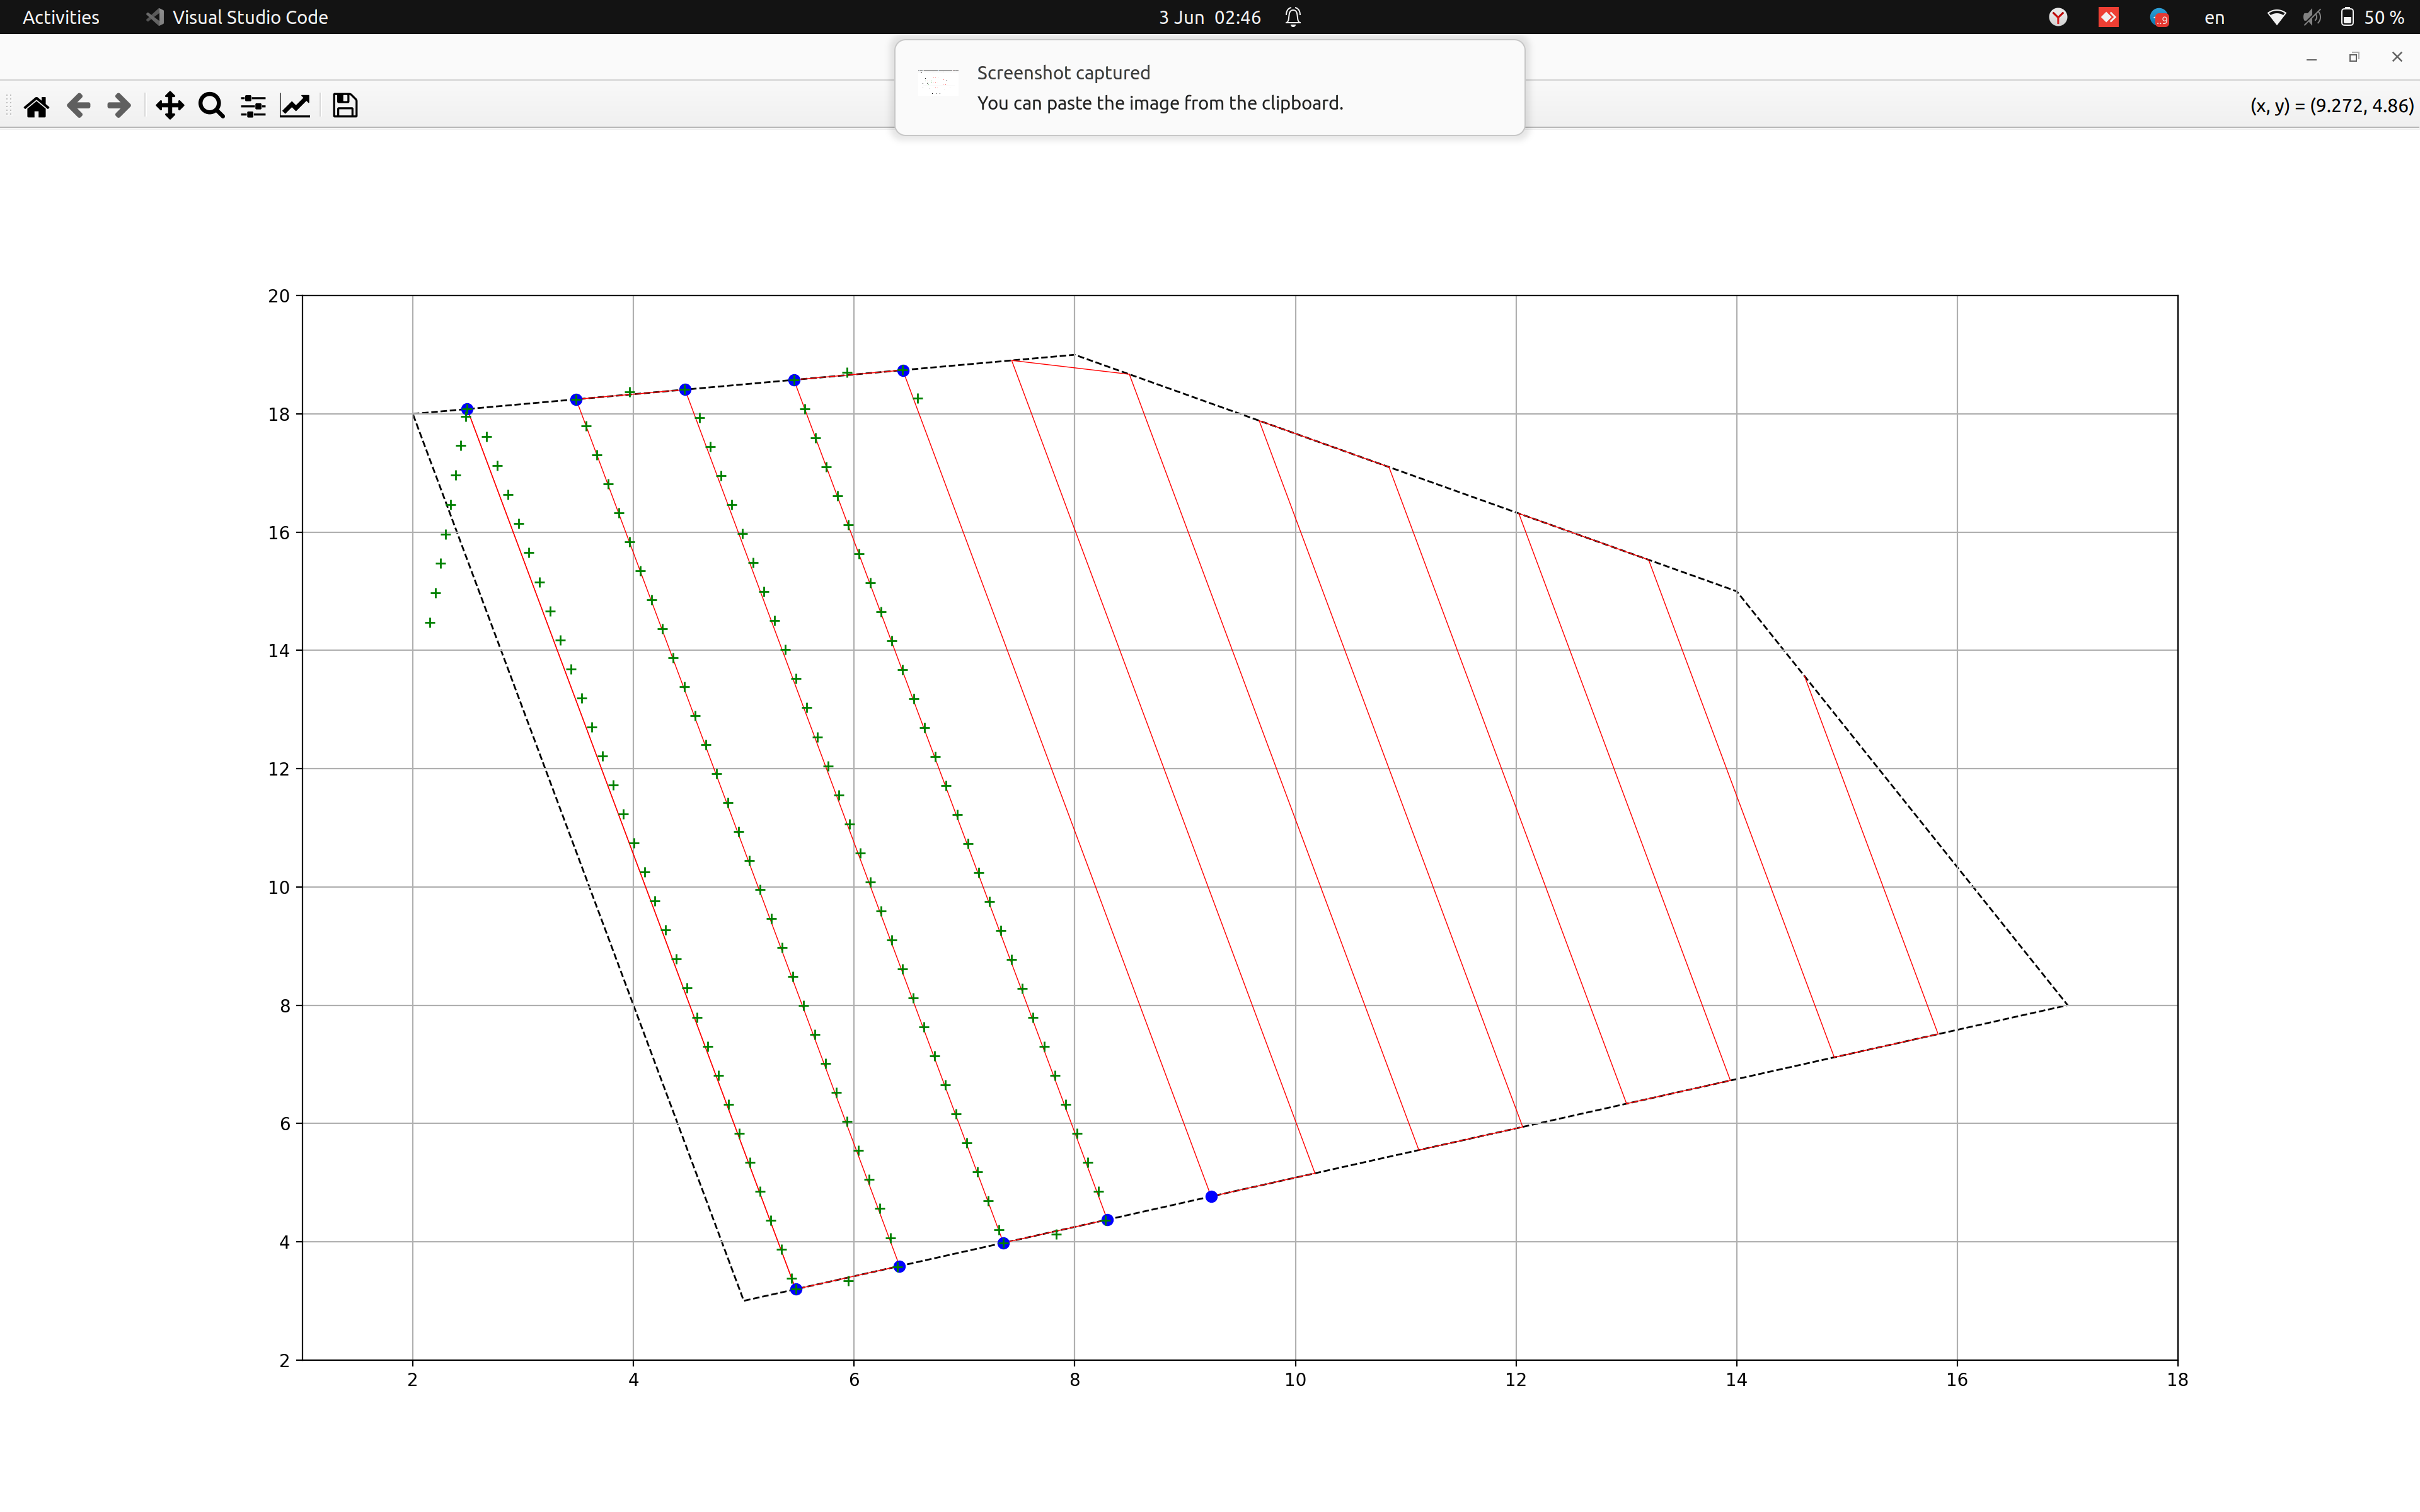 Activities Visual Studio Code 3 Jun 02:46 en 50 %
Screenshot captured
You can paste the image from the clipboard.
(x, y) = (9.272, 4.86)
20
18
16
14
12
10
8
6
4
2
2 4 6 8 10 12 14 16 18